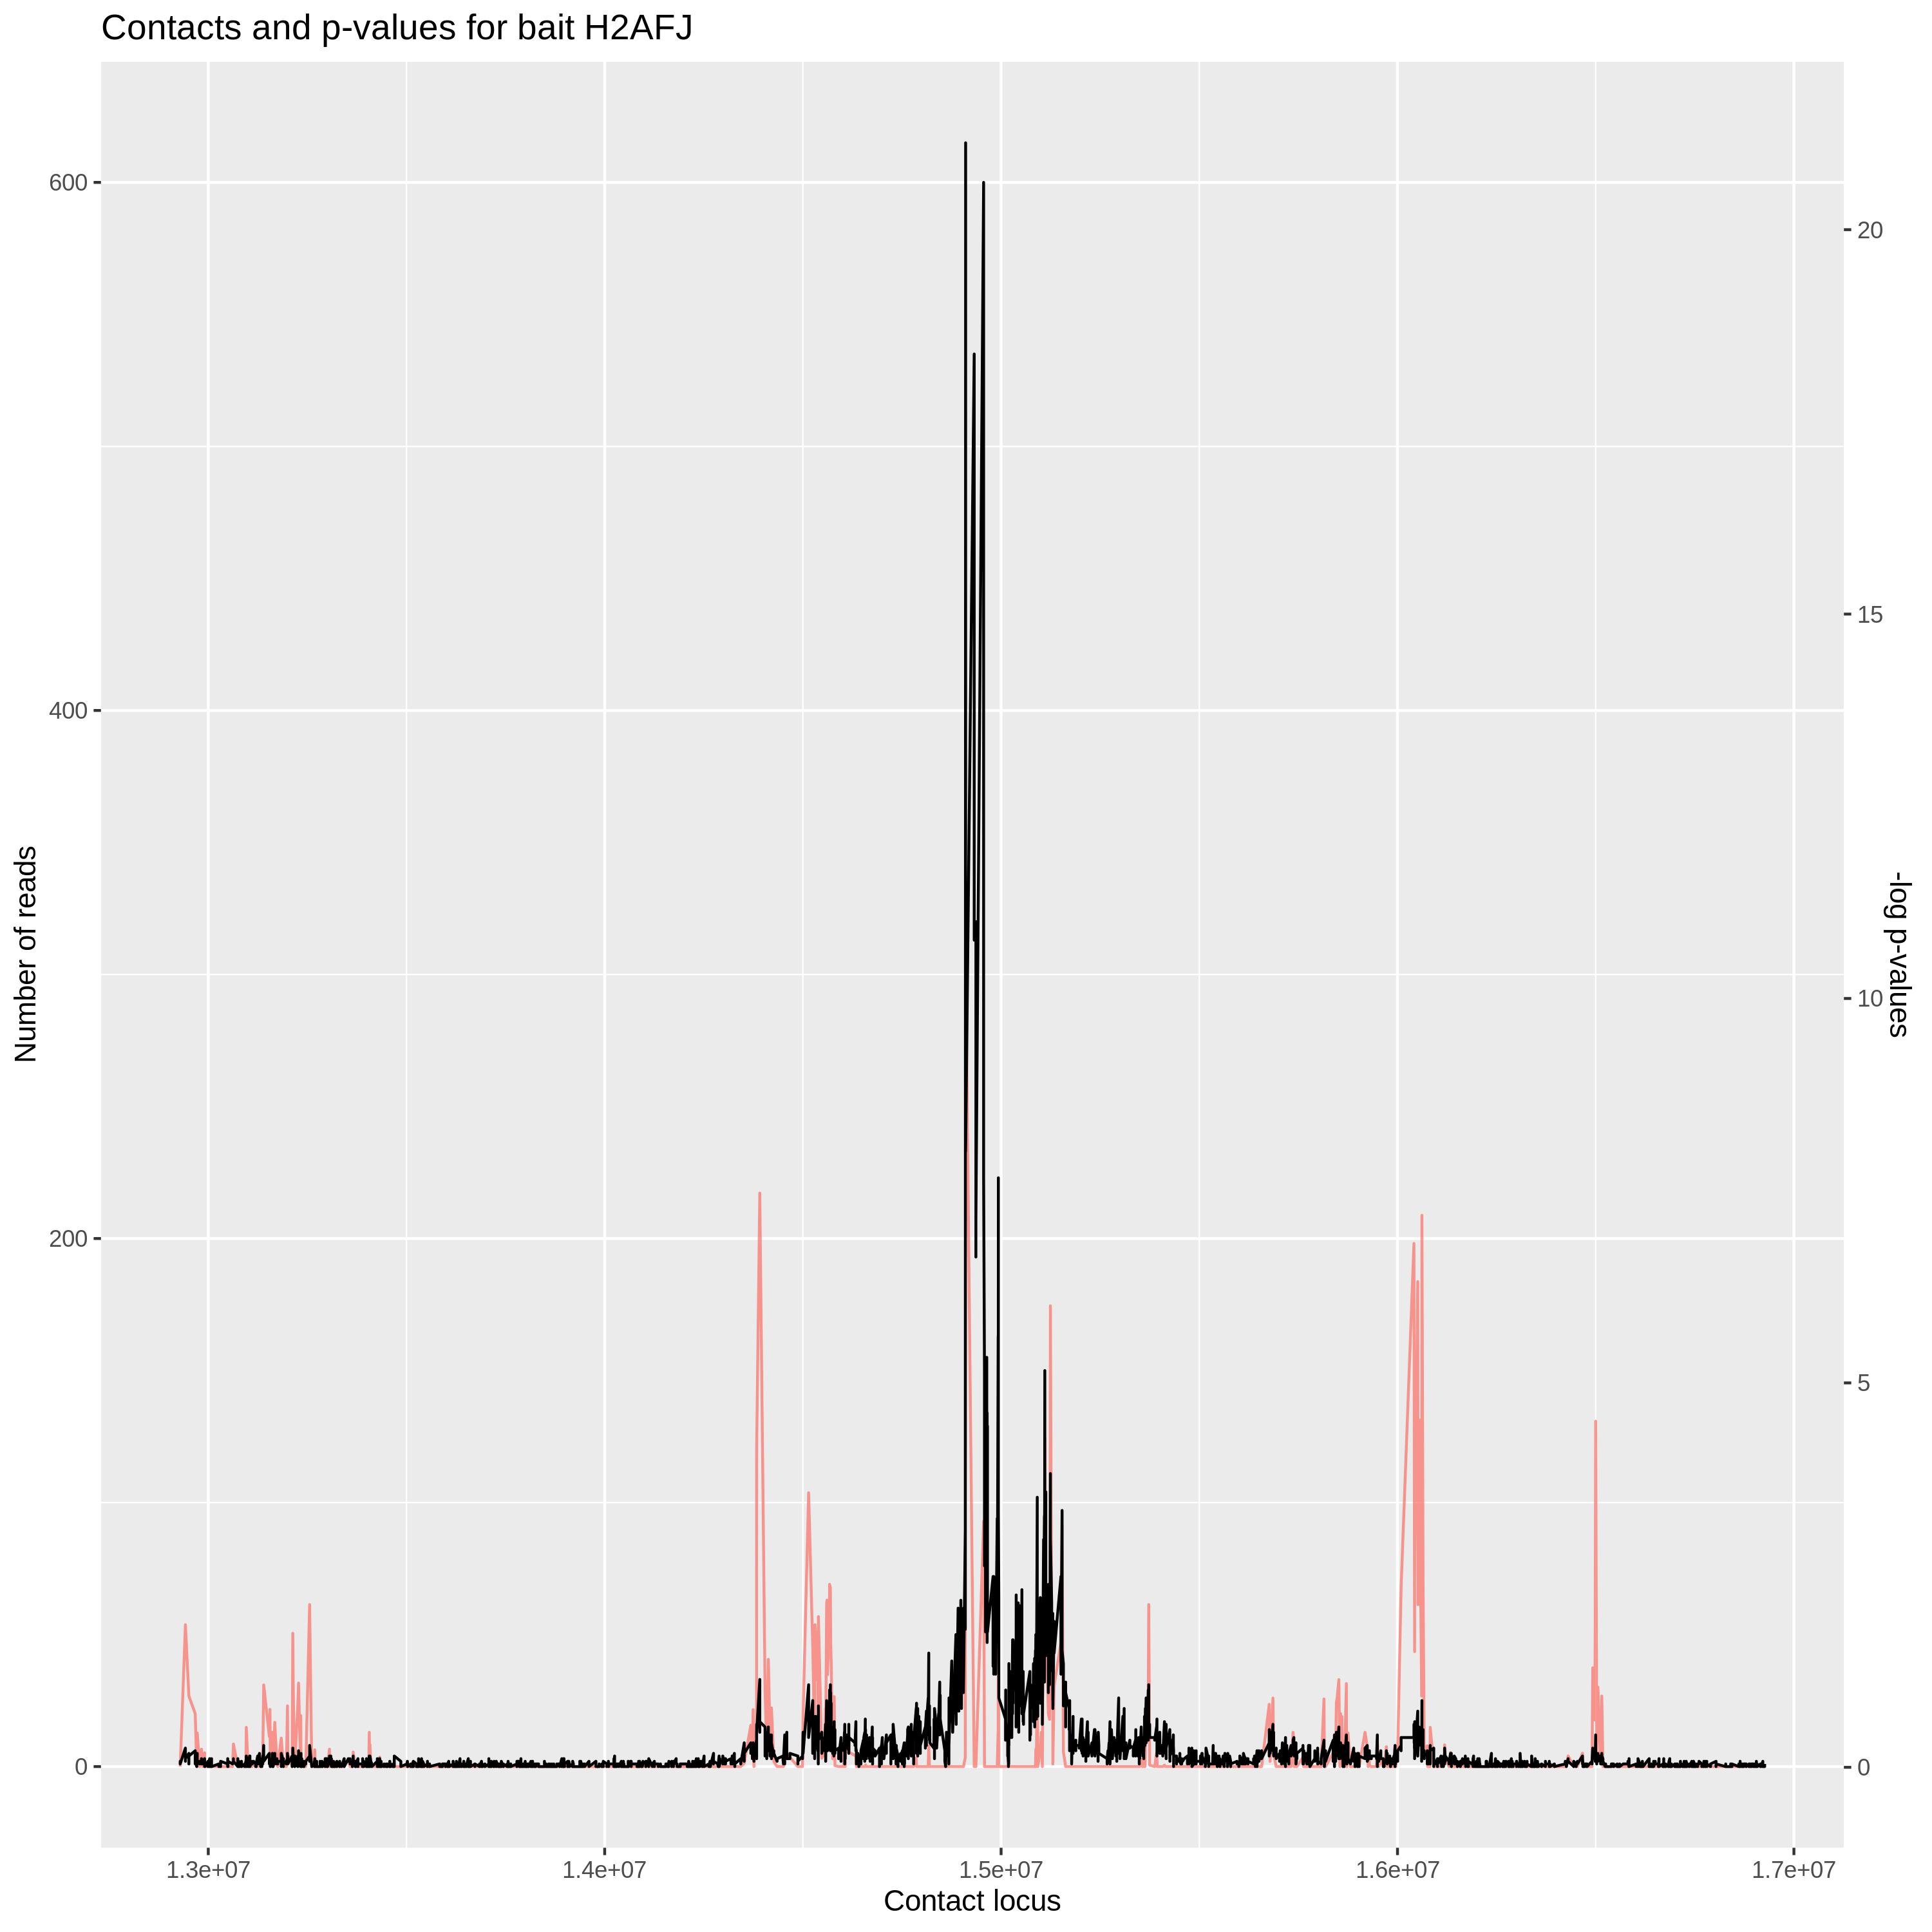 Contacts and p-values for bait H2AFJ
600
400
200
0
Number of reads
20
15
10
5
0
-log p-values
1.3e+07
1.4e+07
1.5e+07
1.6e+07
1.7e+07
Contact locus